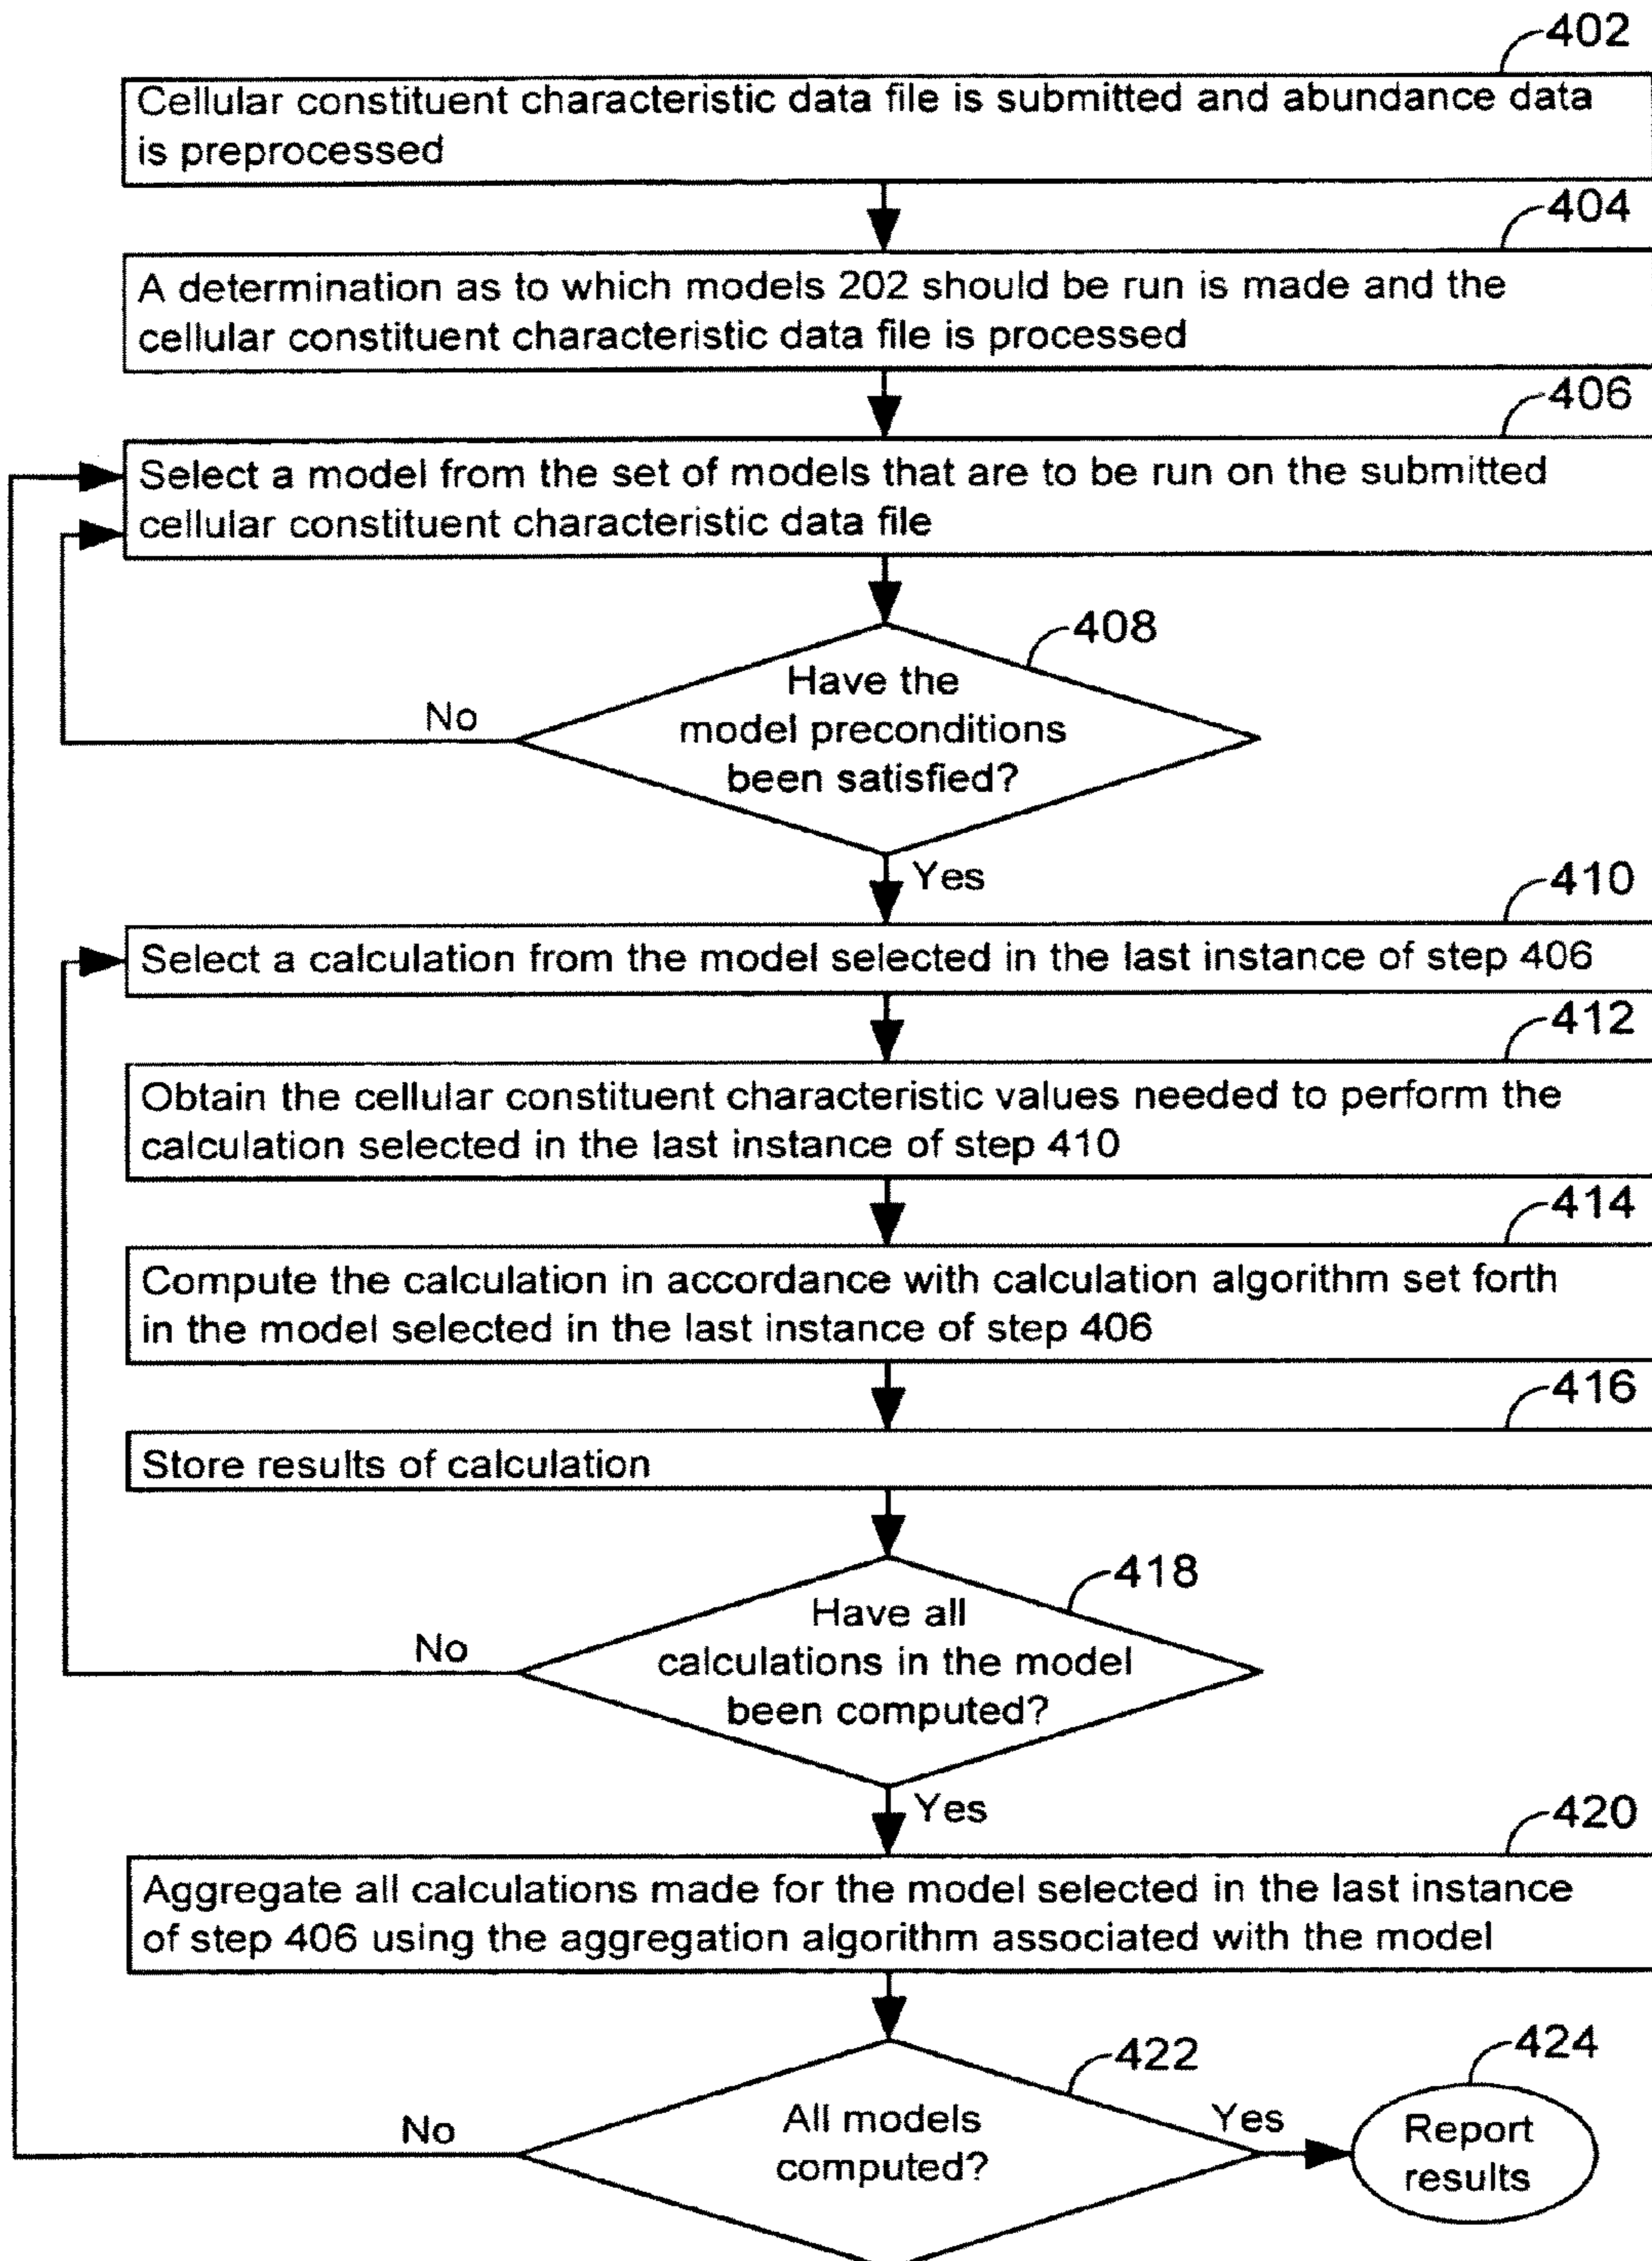 402
Cellular constituent characteristic data file is submitted and abundance data
is preprocessed
404
A determination as to which models 202 should be run is made and the
cellular constituent characteristic data file is processed
406
Select a model from the set of models that are to be run on the submitted
cellular constituent characteristic data file
408
Have the
model preconditions
been satisfied?
No
Yes
410
Select a calculation from the model selected in the last instance of step 406
412
Obtain the cellular constituent characteristic values needed to perform the
calculation selected in the last instance of step 410
414
Compute the calculation in accordance with calculation algorithm set forth
in the model selected in the last instance of step 406
416
Store results of calculation
418
Have all
calculations in the model
been computed?
No
Yes
420
Aggregate all calculations made for the model selected in the last instance
of step 406 using the aggregation algorithm associated with the model
422
All models
computed?
No
Yes
424
Report
results